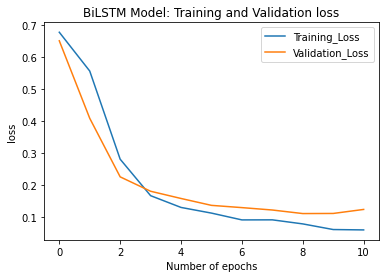 BiLSTM Model: Training and Validation loss
0.7
0.6
0.5
0.4
0.3
0.2
0.1
loss
Training_Loss
Validation_Loss
0 2 4 6 8 10
Number of epochs